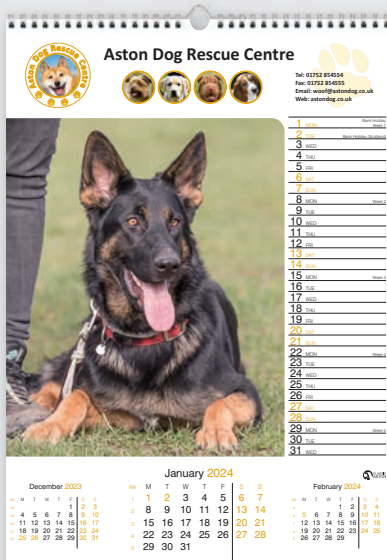 Aston Dog Rescue Centre
Aston Dog Rescue Centre
Tel: 01752 854554
Fax: 01752 854555
Email: woof@astondog.co.uk
Web: astondog.co.uk
1 MON Bank Holiday
Week 1
2 TUE Bank Holiday (Scotland)
3 WED
4 THU
5 FRI
6 SAT
7 SUN
8 MON Week 2
9 TUE
10 WED
11 THU
12 FRI
13 SAT
14 SUN
15 MON Week 3
16 TUE
17 WED
18 THU
19 FRI
20 SAT
21 SUN
22 MON Week 4
23 TUE
24 WED
25 THU
26 FRI
27 SAT
28 SUN
29 MON Week 5
30 TUE
31 WED
December 2023
M T W T F S S
1 2 3
4 5 6 7 8 9 10
11 12 13 14 15 16 17
18 19 20 21 22 23 24
25 26 27 28 29 30 31
January 2024
Wk M T W T F S S
1 1 2 3 4 5 6 7
2 8 9 10 11 12 13 14
3 15 16 17 18 19 20 21
4 22 23 24 25 26 27 28
5 29 30 31
February 2024
M T W T F S S
1 2 3 4
5 6 7 8 9 10 11
12 13 14 15 16 17 18
19 20 21 22 23 24 25
26 27 28 29